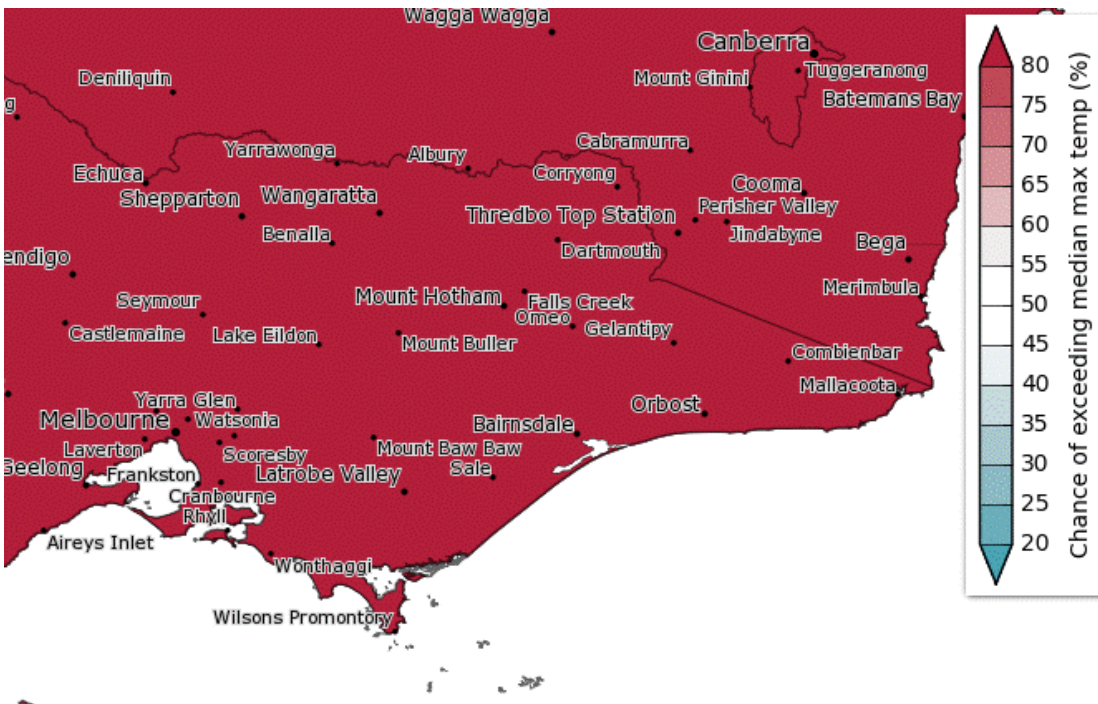 Wagga Wagga
Canberra
Deniliquin
Mount Ginini
Tuggeranong
Batemans Bay
g
Yarrawonga
Albury
Cabramurra
Echuca
Corryong
Shepparton
Wangaratta
Cooma
Thredbo Top Station
Perisher Valley
Benalla
Dartmouth
Jindabyne
Bega
endigo
Seymour
Mount Hotham
Falls Creek
Merimbula
Omeo
Castlemaine
Lake Eildon
Mount Buller
Gelantipy
Combienbar
Mallacoota
Yarra Glen
Orbost
Melbourne
Watsonia
Bairnsdale
Laverton
Scoresby
Mount Baw Baw
Geelong
Frankston
Latrobe Valley
Sale
Cranbourne
Rhyll
Aireys Inlet
Wonthaggi
Wilsons Promontory
80
75
70
65
60
55
50
45
40
35
30
25
20
Chance of exceeding median max temp (%)